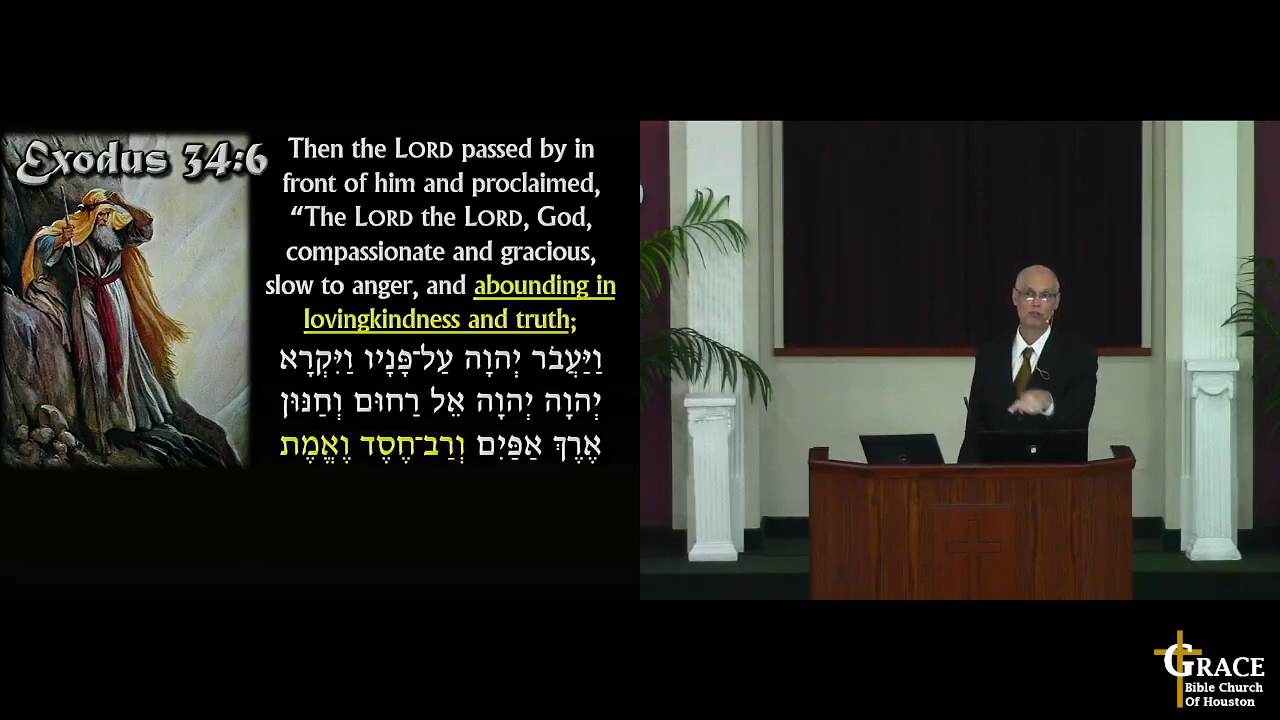 Exodus 34:6
Then the LORD passed by in
front of him and proclaimed,
“The LORD the LORD, God,
compassionate and gracious,
slow to anger, and abounding in
lovingkindness and truth;
וַיַּעֲבֹר יְהוָה עַל־פָּנָיו וַיִּקְרָא
יְהוָה יְהוָה אֵל רַחוּם וְחַנּוּן
אֶרֶךְ אַפַּיִם וְרַב־חֶסֶד וֶאֱמֶת
GRACE
Bible Church
Of Houston